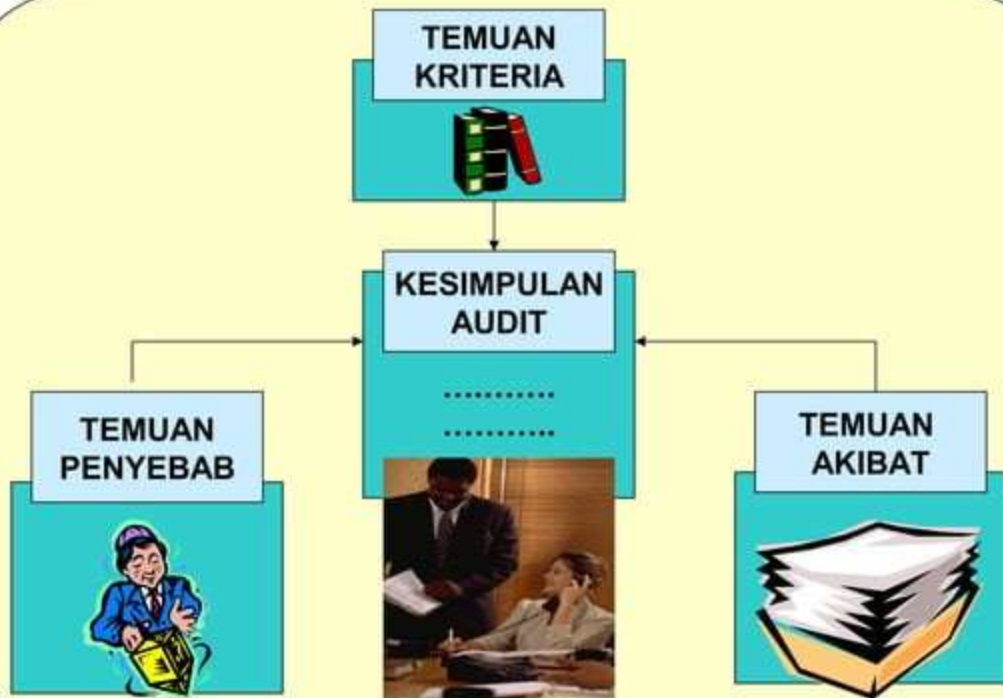 TEMUAN
KRITERIA
KESIMPULAN
AUDIT
...........
...........
TEMUAN
PENYEBAB
TEMUAN
AKIBAT